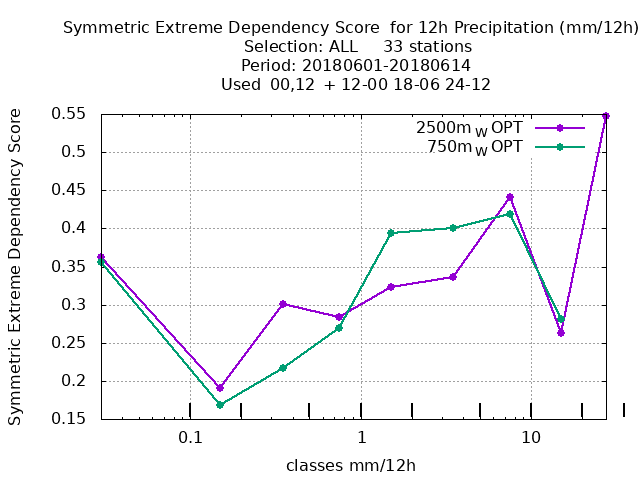 Symmetric Extreme Dependency Score  for 12h Precipitation (mm/12h)
Selection: ALL     33 stations
Period: 20180601-20180614
Used  00,12  + 12-00 18-06 24-12
Symmetric Extreme Dependency Score
0.55
0.5
0.45
0.4
0.35
0.3
0.25
0.2
0.15
2500m W OPT
750m W OPT
0.1
1
10
classes mm/12h